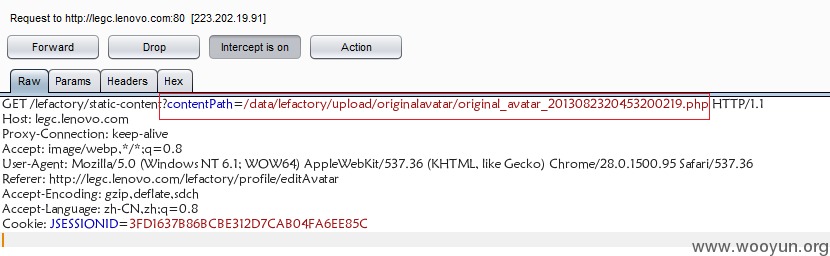 Request to http://legc.lenovo.com:80 [223.202.19.91]
Forward Drop Intercept is on Action
Raw Params Headers Hex
GET /lefactory/static-content?contentPath=/data/lefactory/upload/originalavatar/original_avatar_2013082320453200219.php HTTP/1.1
Host: legc.lenovo.com
Proxy-Connection: keep-alive
Accept: image/webp,*/*;q=0.8
User-Agent: Mozilla/5.0 (Windows NT 6.1; WOW64) AppleWebKit/537.36 (KHTML, like Gecko) Chrome/28.0.1500.95 Safari/537.36
Referer: http://legc.lenovo.com/lefactory/profile/editAvatar
Accept-Encoding: gzip,deflate,sdch
Accept-Language: zh-CN,zh;q=0.8
Cookie: JSESSIONID=3FD1637B86BCBE312D7CAB04FA6EE85C
www.wooyun.org